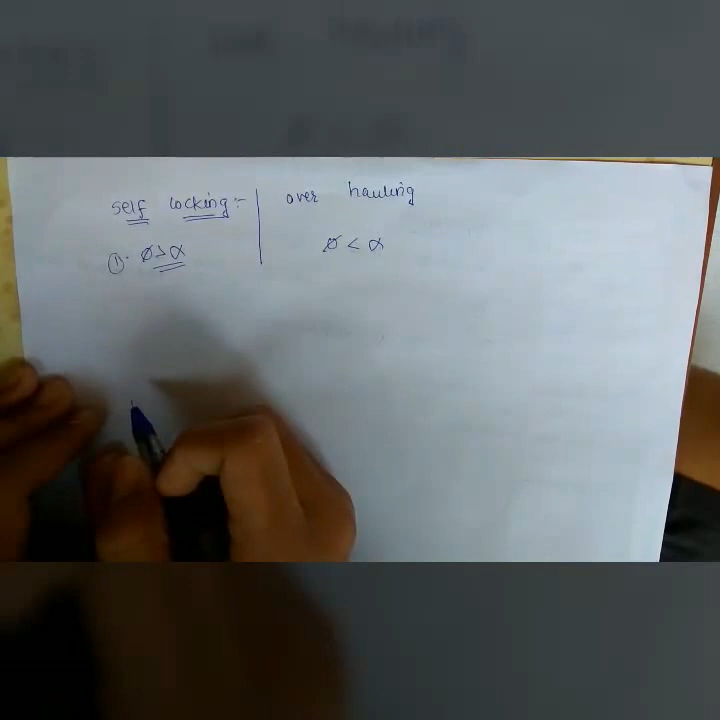 self locking:- over hauling
① ϕ>α ϕ < α